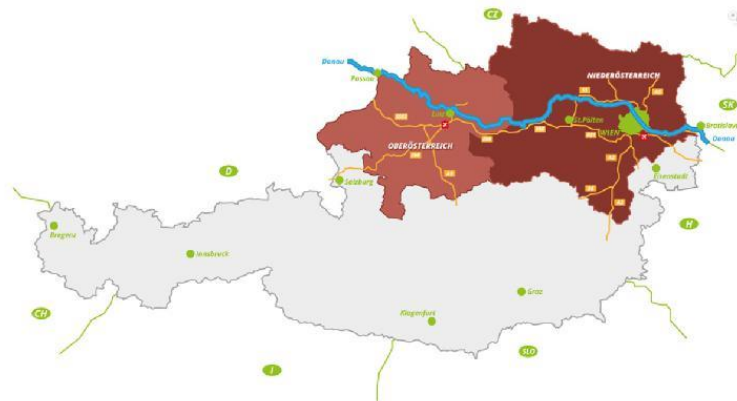 CZ
Donau
Passau
NIEDERÖSTERREICH
SK
Linz
St.Pölten
WIEN
Bratislava
Donau
OBERÖSTERREICH
D
Salzburg
Eisenstadt
H
Bregenz
Innsbruck
Graz
CH
Klagenfurt
SLO
I